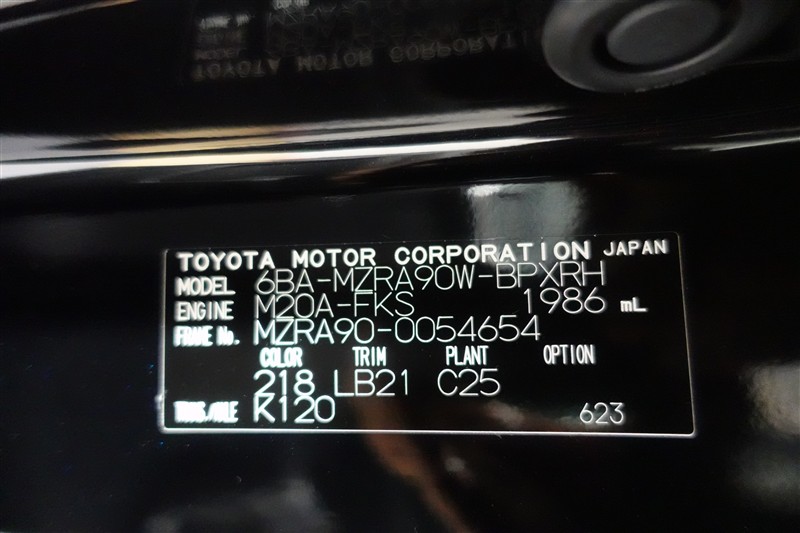 TOYOTA MOTOR CORPORATION JAPAN
MODEL 6BA-MZRA90W-BPXRH
ENGINE M20A-FKS 1986 mL
FRAME No. MZRA90-0054654
COLOR TRIM PLANT OPTION
218 LB21 C25
TRANS/AXLE K120 623